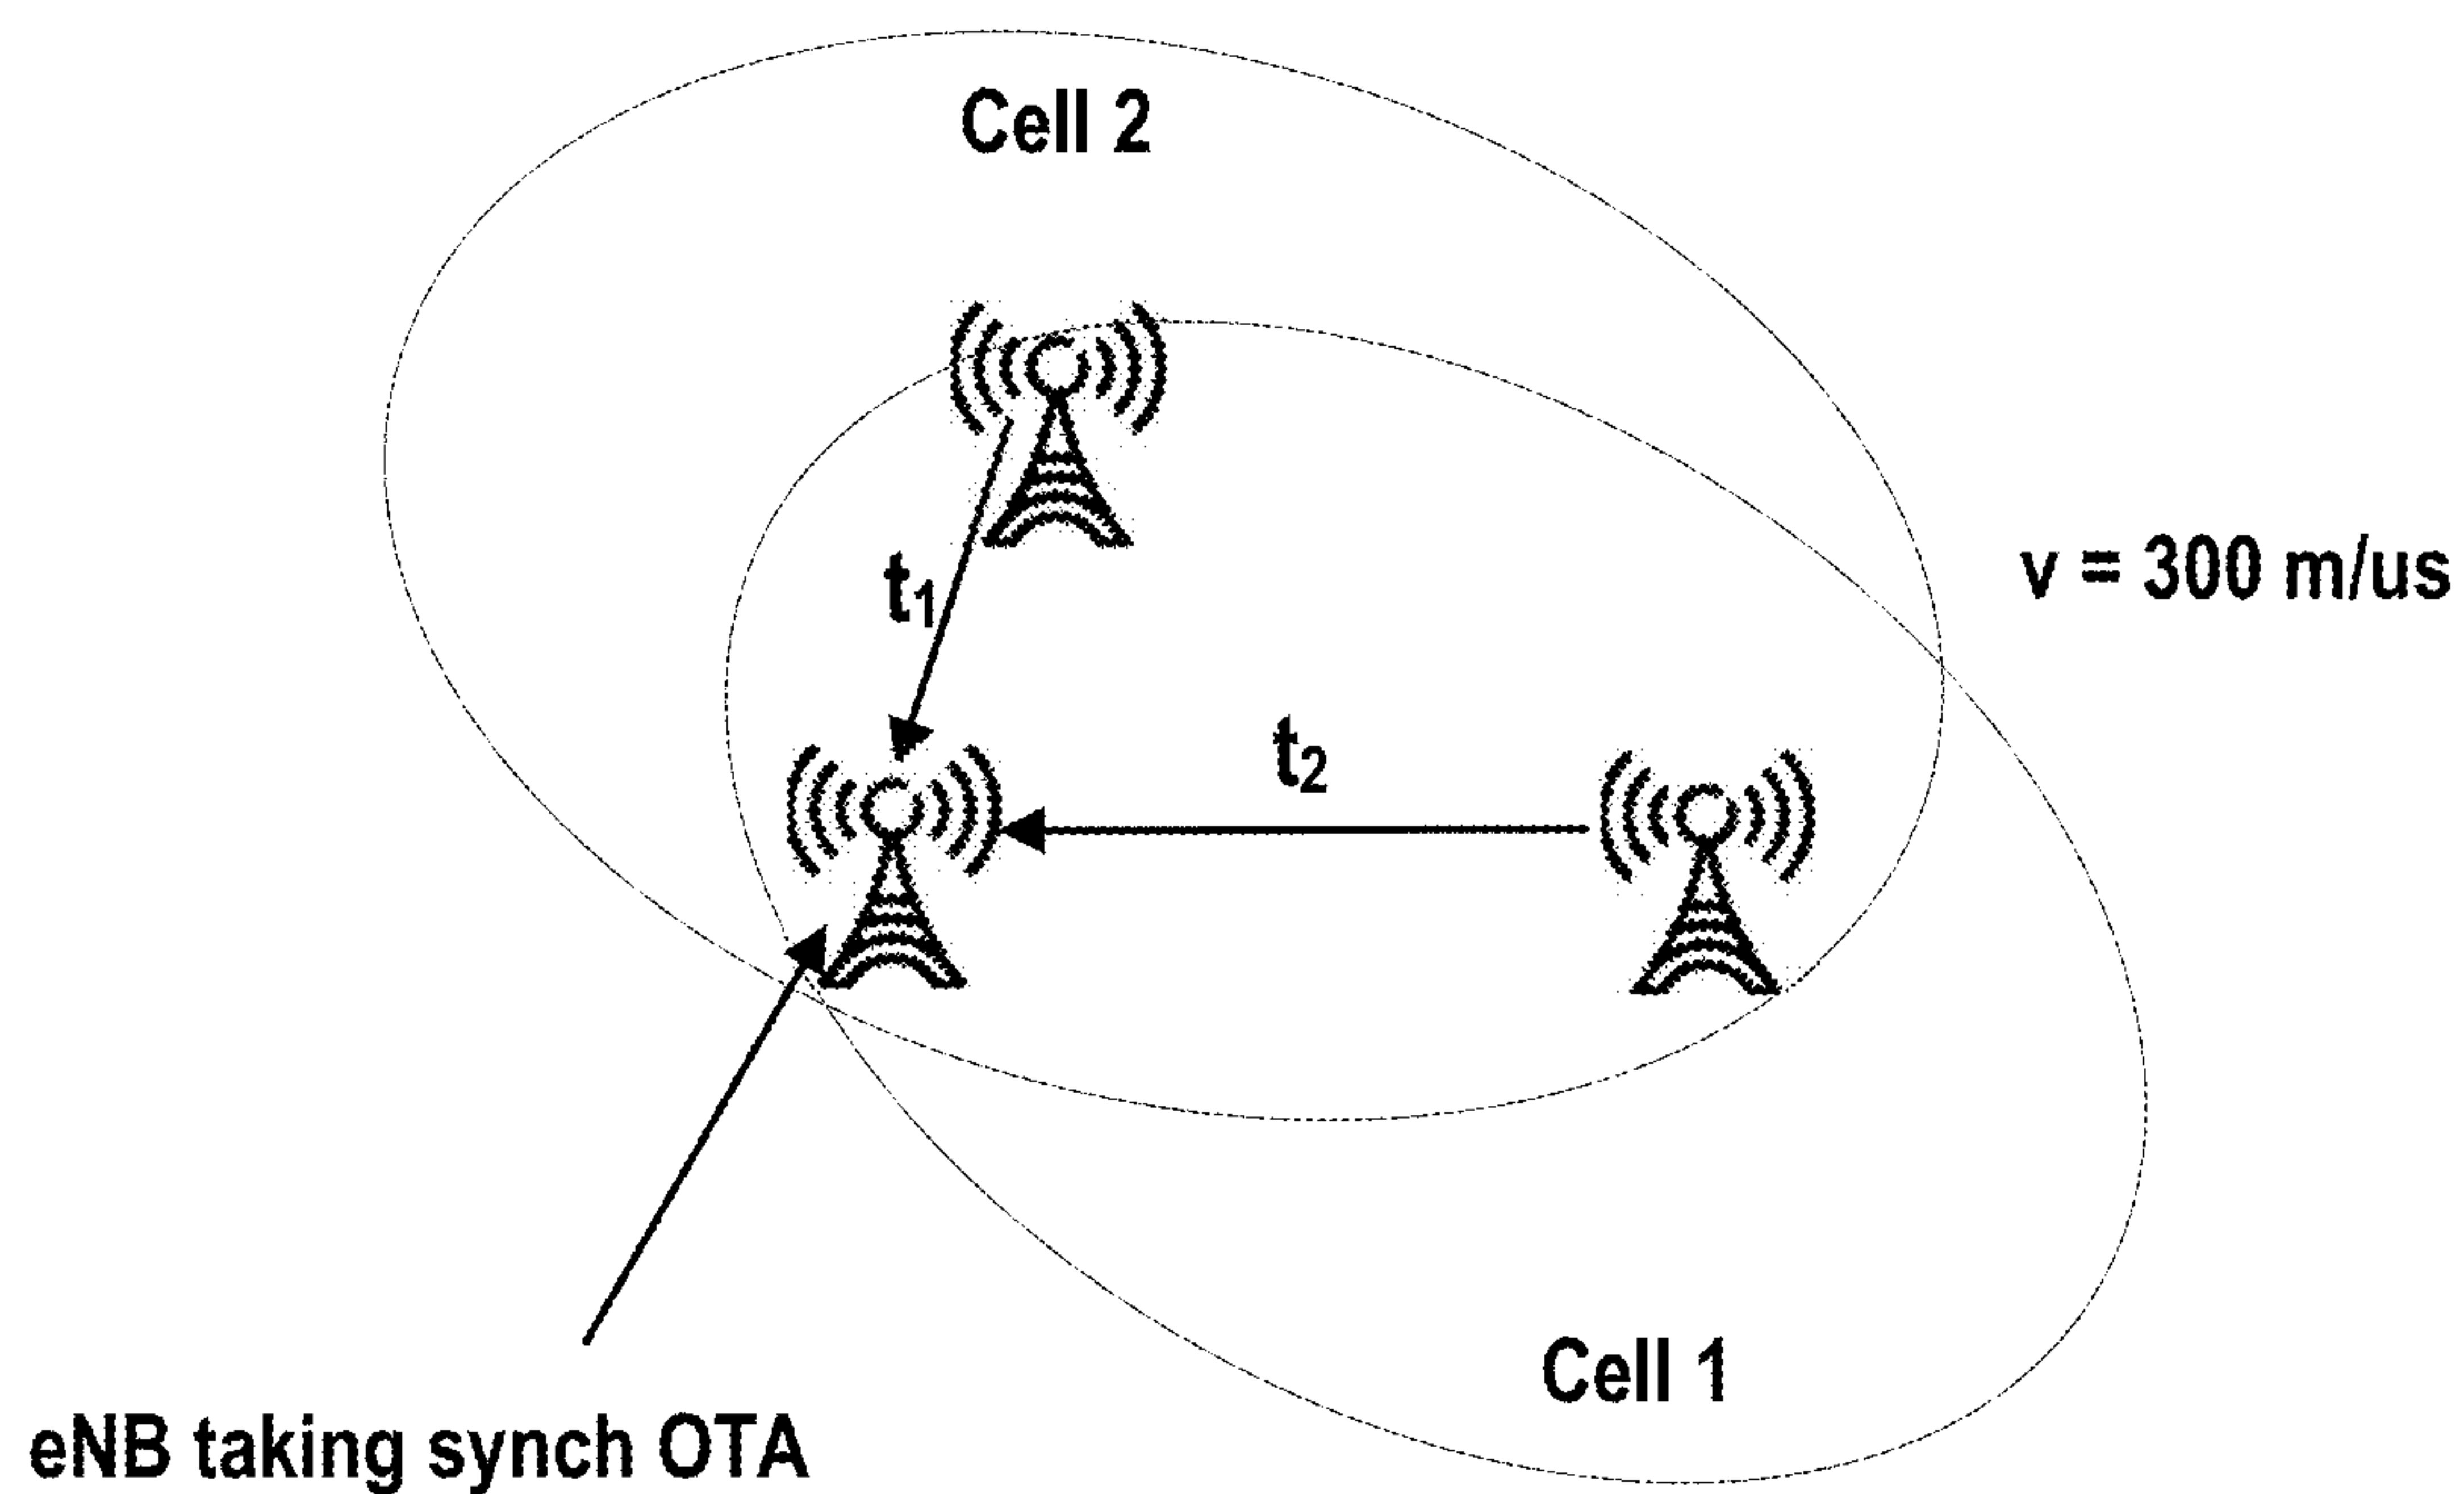 Cell 2
v = 300 m/us
t₁
t₂
Cell 1
eNB taking synch OTA